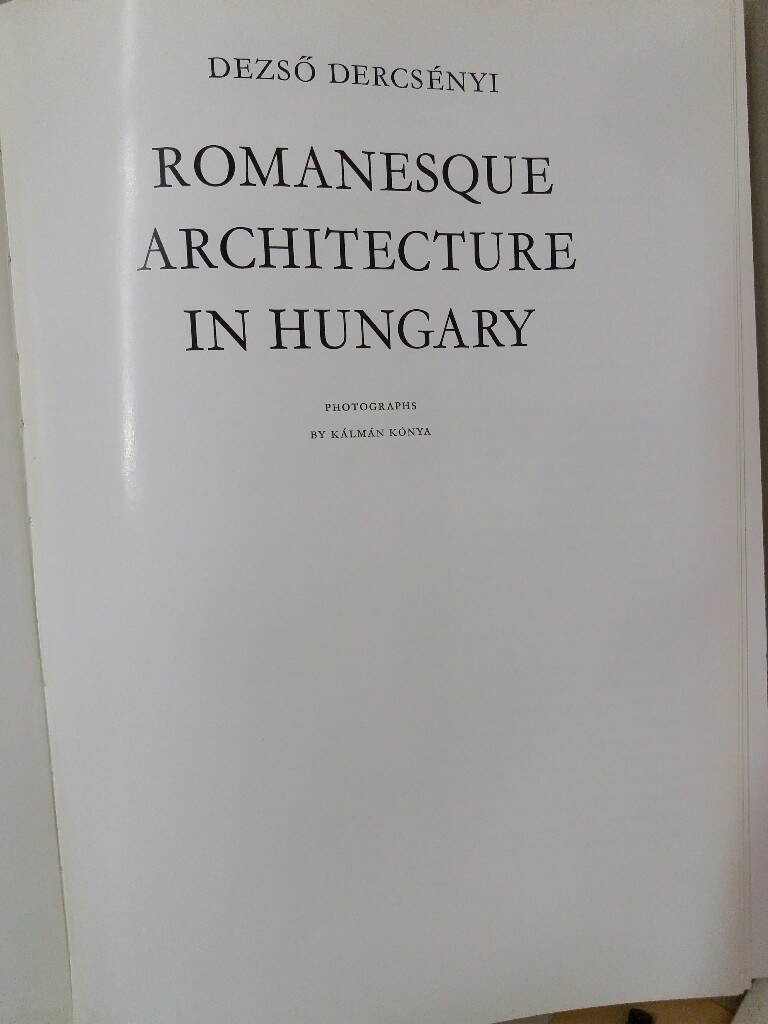 DEZSŐ DERCSÉNYI
ROMANESQUE
ARCHITECTURE
IN HUNGARY
PHOTOGRAPHS
BY KÁLMÁN KÓNYA